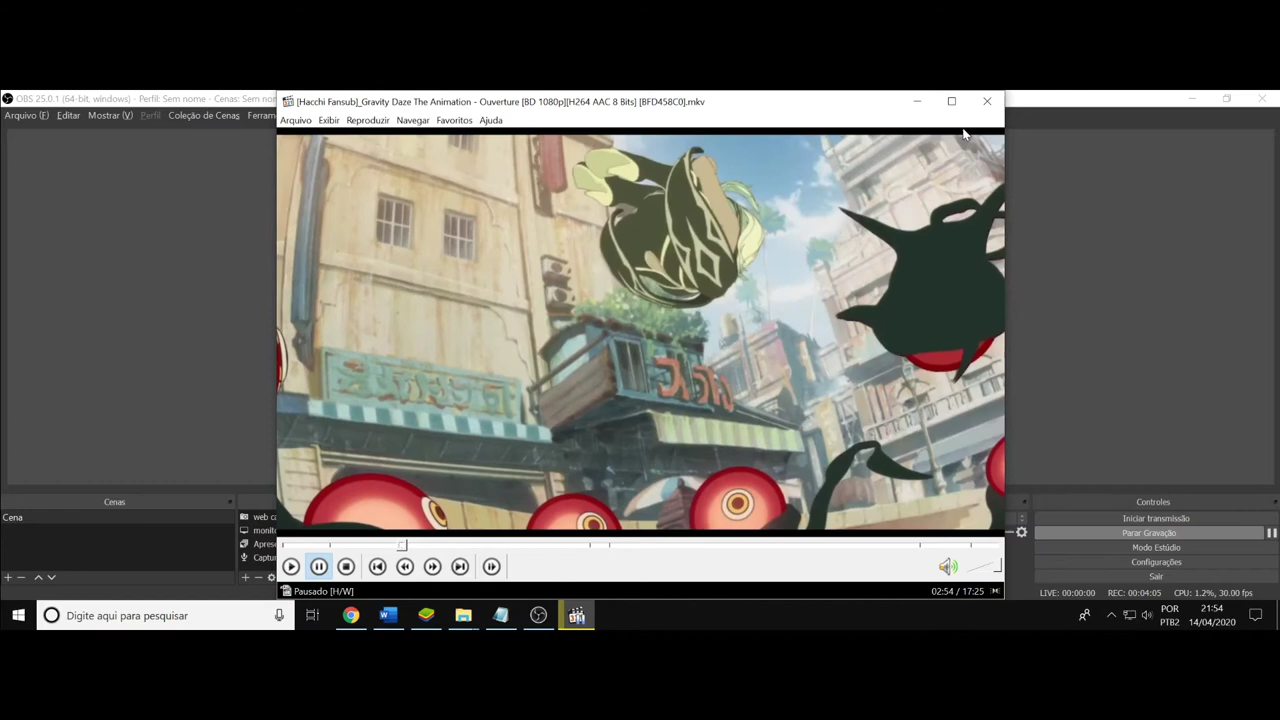 OBS 25.0.1 (64-bit, windows) - Perfil: Sem nome - Cenas: Sem nom
Arquivo (F) Editar Mostrar (V) Perfil Coleção de Cenas Ferram
[Hacchi Fansub]_Gravity Daze The Animation - Ouverture [BD 1080p][H264 AAC 8 Bits] [BFD458C0].mkv
Arquivo Exibir Reproduzir Navegar Favoritos Ajuda
Cenas
Cena
web ca
monito
Aprese
Captur
Controles
Iniciar transmissão
Parar Gravação
Modo Estúdio
Configurações
Sair
Pausado [H/W]
02:54 / 17:25
LIVE: 00:00:00 REC: 00:04:05 CPU: 1.2%, 30.00 fps
Digite aqui para pesquisar
POR
PTB2
21:54
14/04/2020